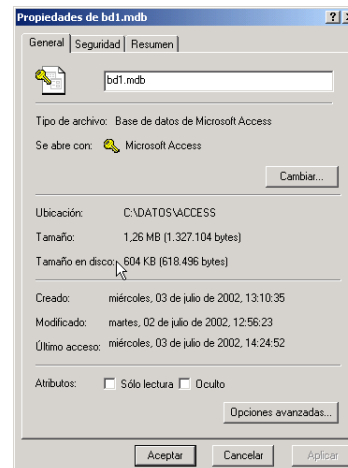 Propiedades de bd1.mdb
General Seguridad Resumen
bd1.mdb
Tipo de archivo: Base de datos de Microsoft Access
Se abre con: Microsoft Access
Cambiar...
Ubicación: C:\DATOS\ACCESS
Tamaño: 1,26 MB (1.327.104 bytes)
Tamaño en disco: 604 KB (618.496 bytes)
Creado: miércoles, 03 de julio de 2002, 13:10:35
Modificado: martes, 02 de julio de 2002, 12:56:23
Último acceso: miércoles, 03 de julio de 2002, 14:24:52
Atributos: Sólo lectura Oculto
Opciones avanzadas...
Aceptar Cancelar Aplicar